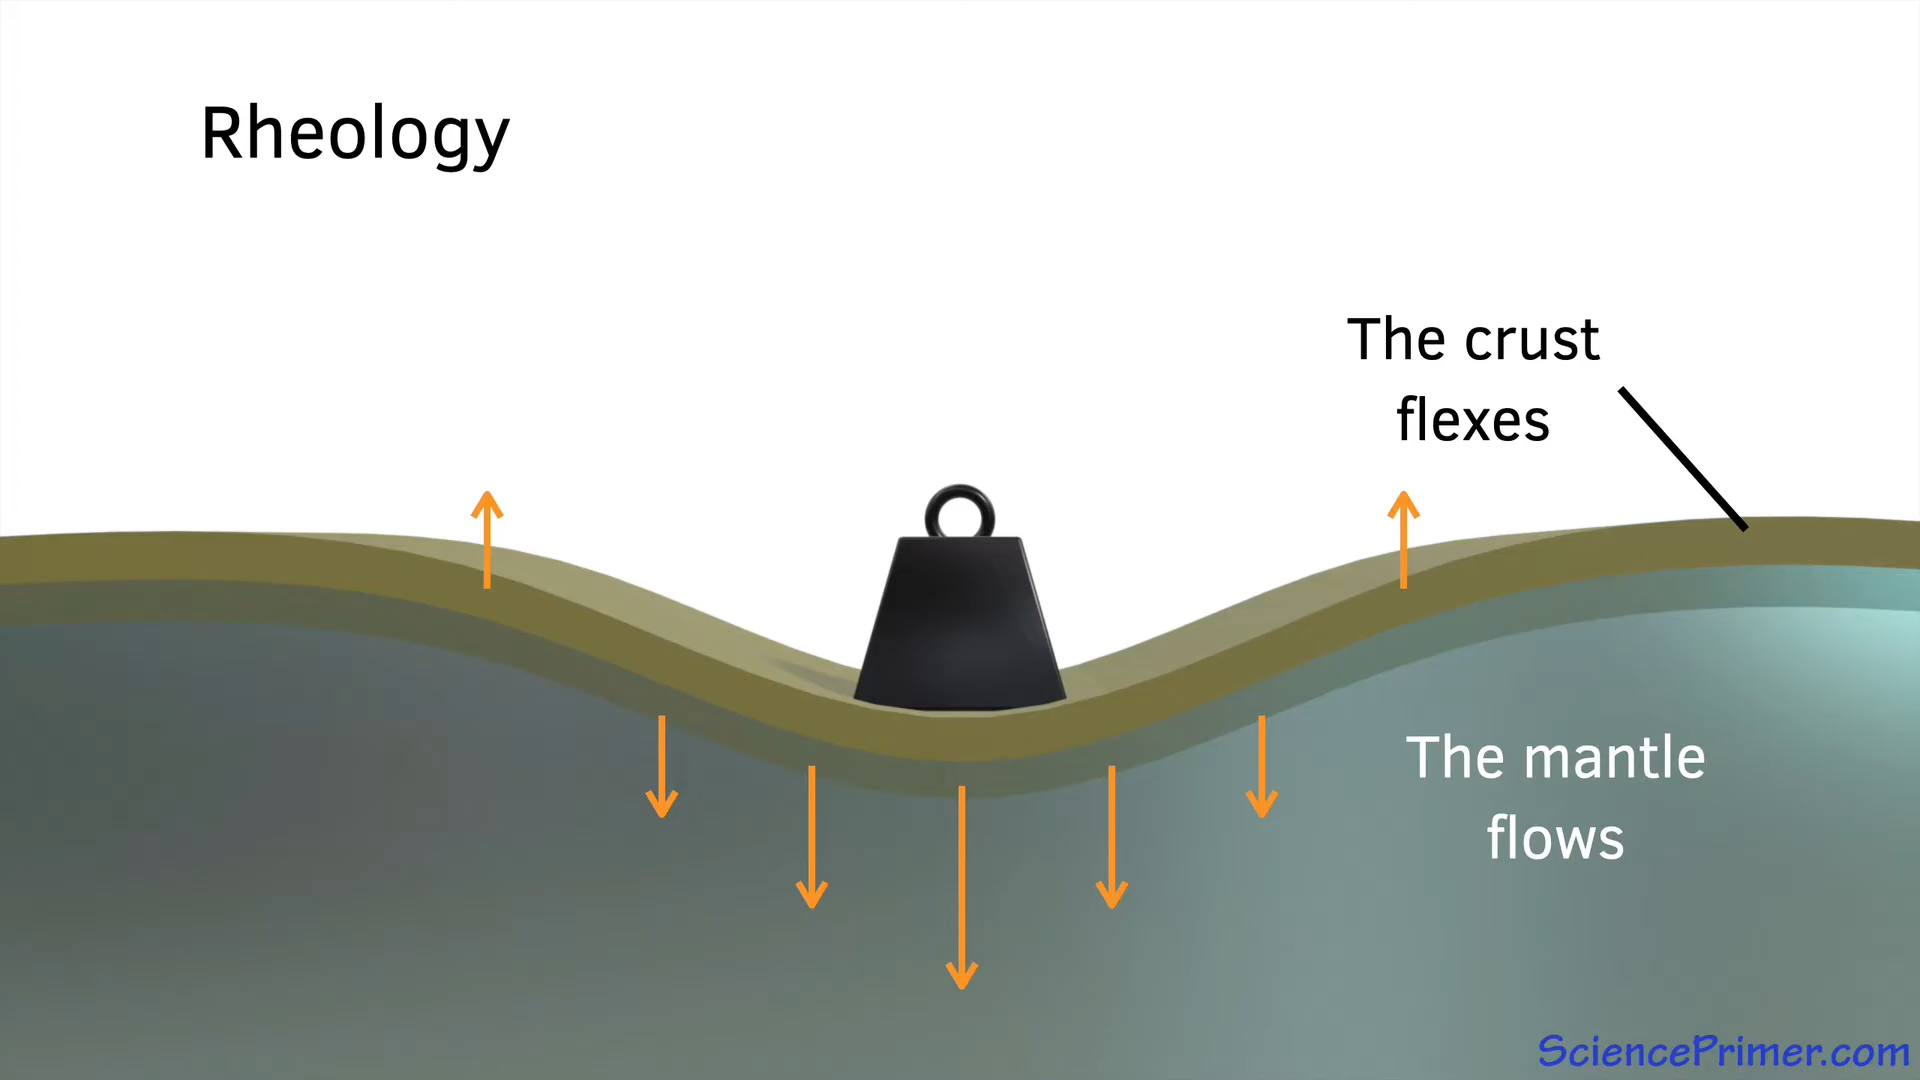 Rheology
The crust
flexes
The mantle
flows
SciencePrimer.com